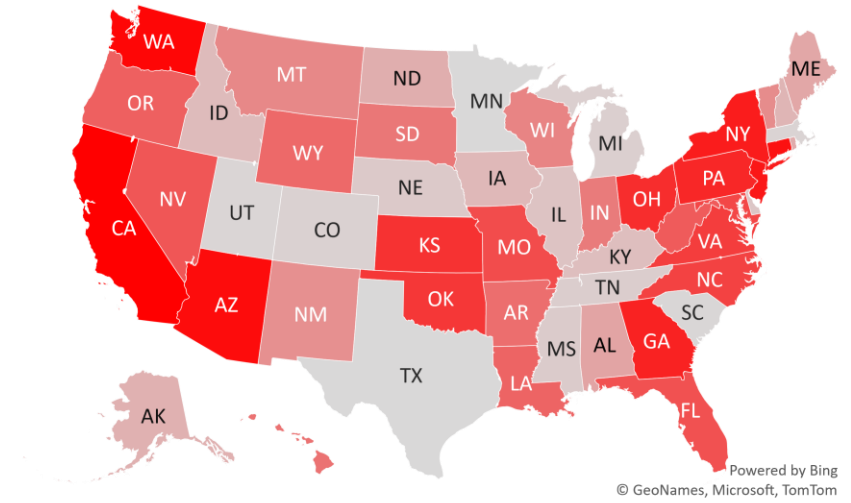 WA
ME
MT
ND
MN
OR
ID
WI
SD
NY
MI
WY
PA
IA
NE
OH
NV
IL
IN
UT
CO
CA
VA
KS
MO
KY
NC
TN
OK
AZ
AR
NM
SC
MS
AL
GA
TX
LA
FL
AK
Powered by Bing
© GeoNames, Microsoft, TomTom